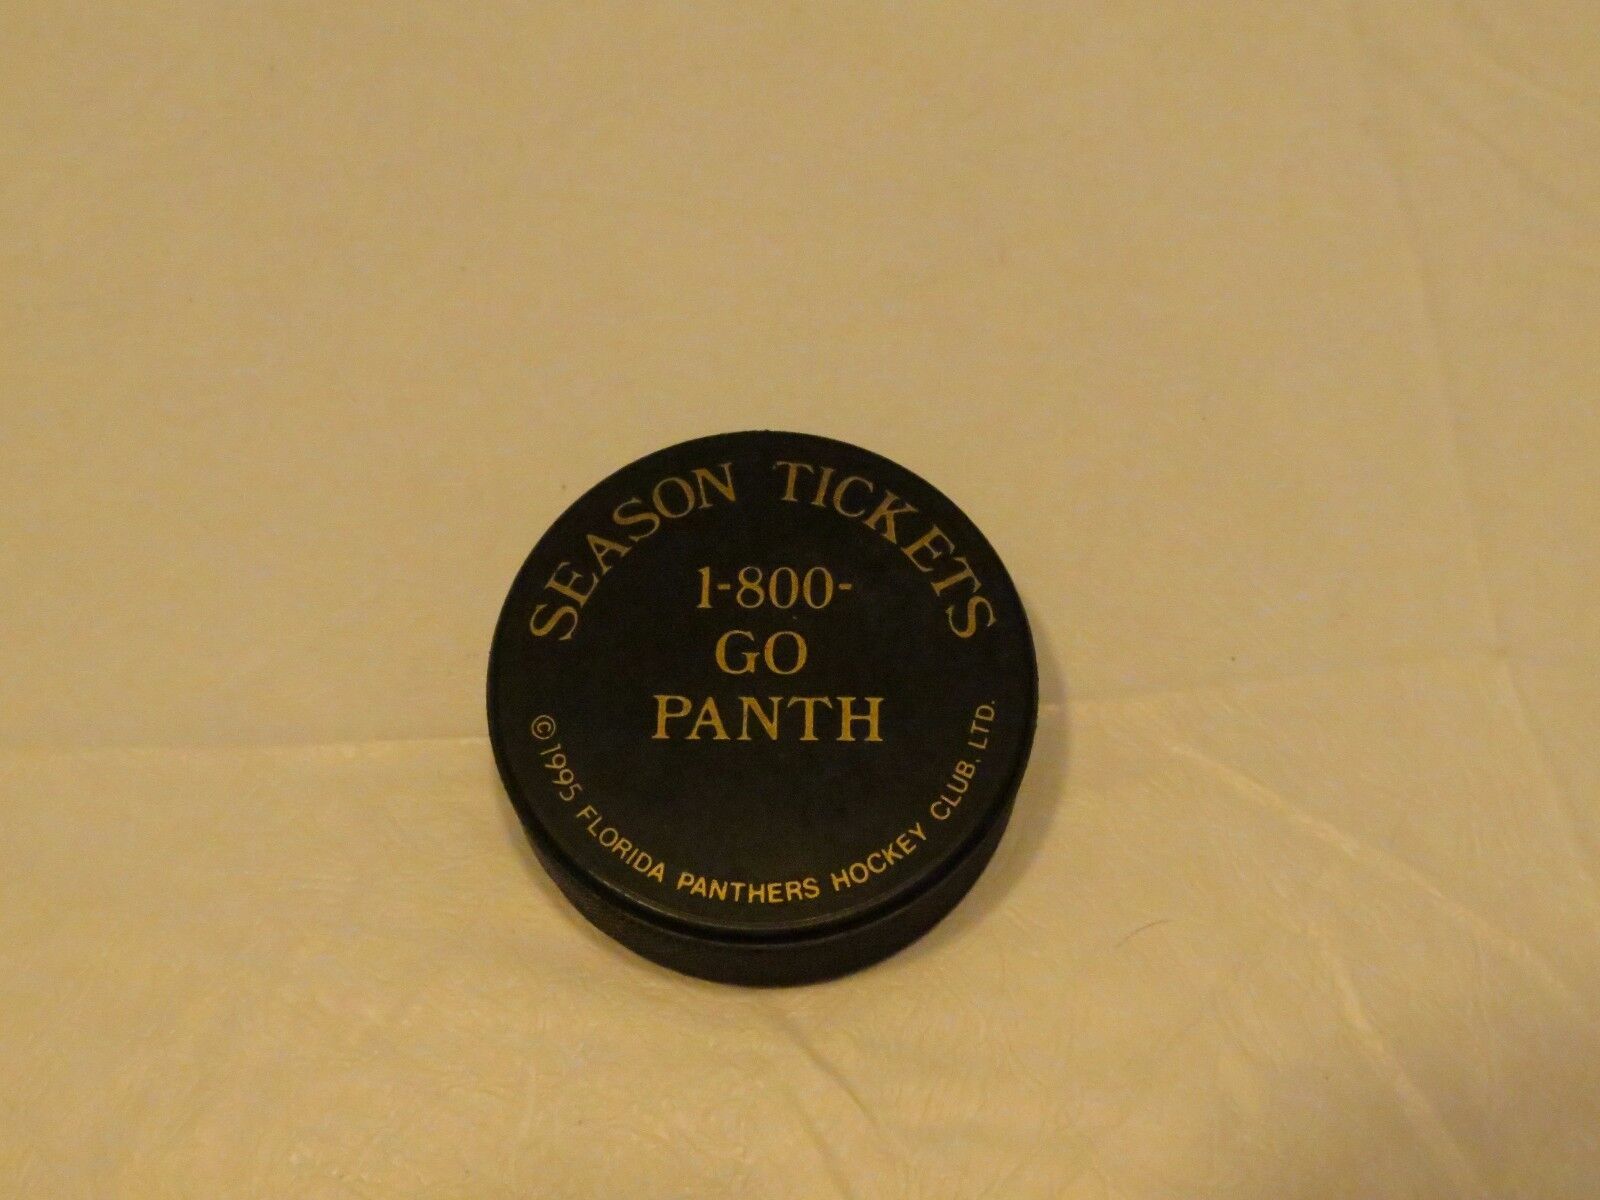 SEASON TICKETS
1-800-
GO
PANTH
©1995 FLORIDA PANTHERS HOCKEY CLUB, LTD.